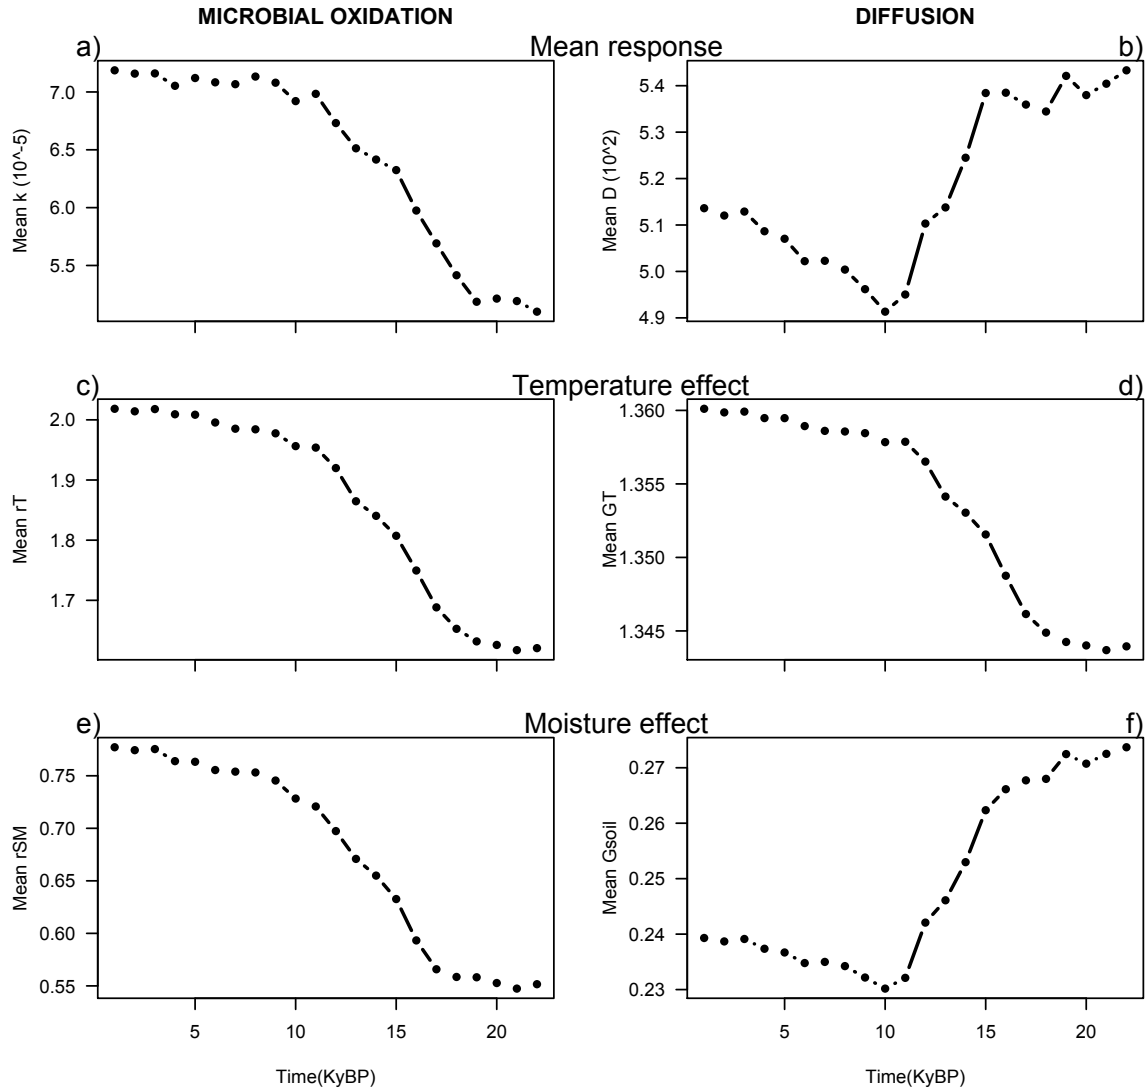 MICROBIAL OXIDATION DIFFUSION
a) Mean response b)
Mean k (10^-5)
7.0
6.5
6.0
5.5
Mean D (10^2)
5.4
5.3
5.2
5.1
5.0
4.9
c) Temperature effect d)
Mean rT
2.0
1.9
1.8
1.7
Mean GT
1.360
1.355
1.350
1.345
e) Moisture effect f)
Mean rSM
0.75
0.70
0.65
0.60
0.55
5 10 15 20
Time(KyBP)
Mean Gsoil
0.27
0.26
0.25
0.24
0.23
5 10 15 20
Time(KyBP)